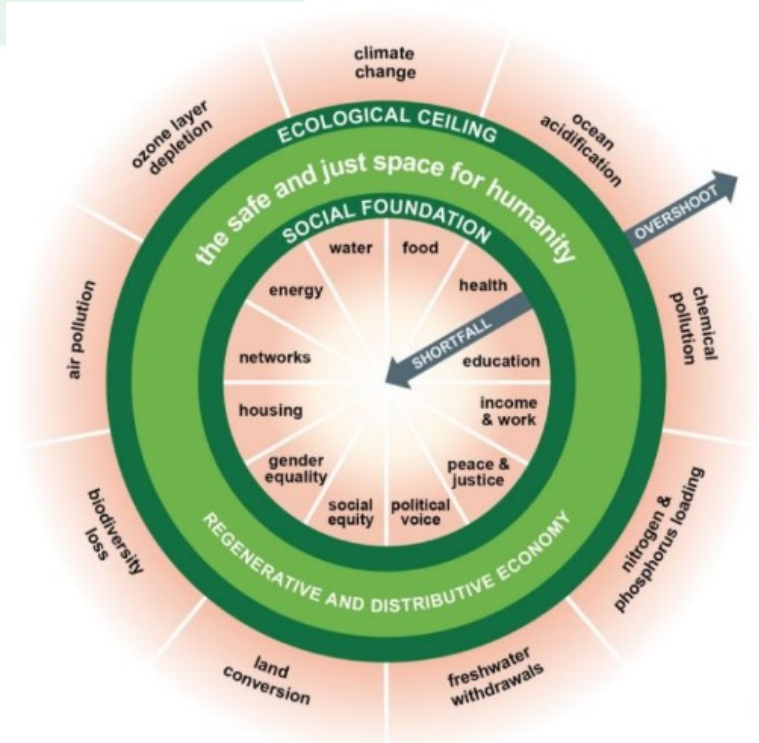 climate
change
ocean
acidification
chemical
pollution
nitrogen &
phosphorus loading
freshwater
withdrawals
land
conversion
biodiversity
loss
air pollution
ozone layer
depletion
ECOLOGICAL CEILING
the safe and just space for humanity
OVERSHOOT
SOCIAL FOUNDATION
water
food
energy
health
SHORTFALL
networks
education
housing
income
& work
gender
equality
peace &
justice
social
equity
political
voice
REGENERATIVE AND DISTRIBUTIVE ECONOMY